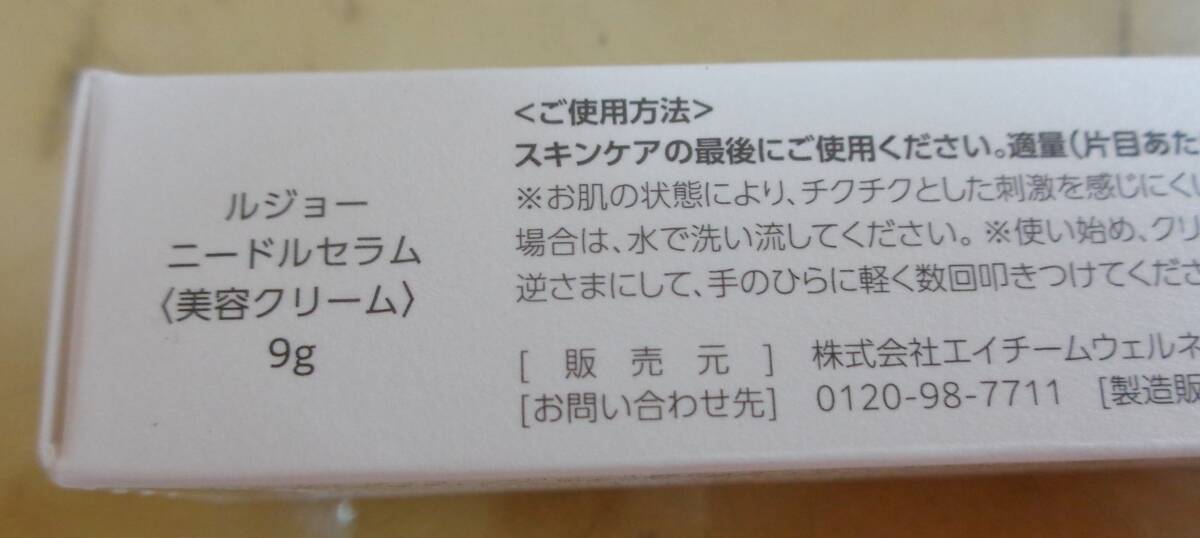 ルジョー
ニードルセラム
〈美容クリーム〉
9g
<ご使用方法>
スキンケアの最後にご使用ください。適量(片目あた
※お肌の状態により、チクチクとした刺激を感じにくい
場合は、水で洗い流してください。※使い始め、クリ
逆さまにして、手のひらに軽く数回叩きつけてくださ
[販売元] 株式会社エイチームウェルネ
[お問い合わせ先] 0120-98-7711 [製造販